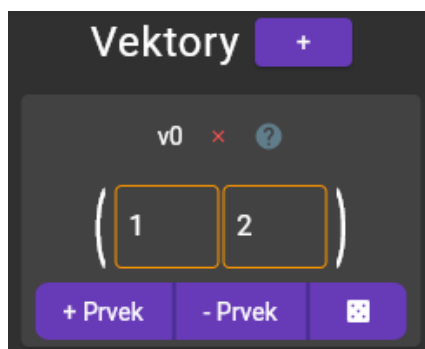 Vektory +
v0 × ?
( 1 2 )
+ Prvek - Prvek